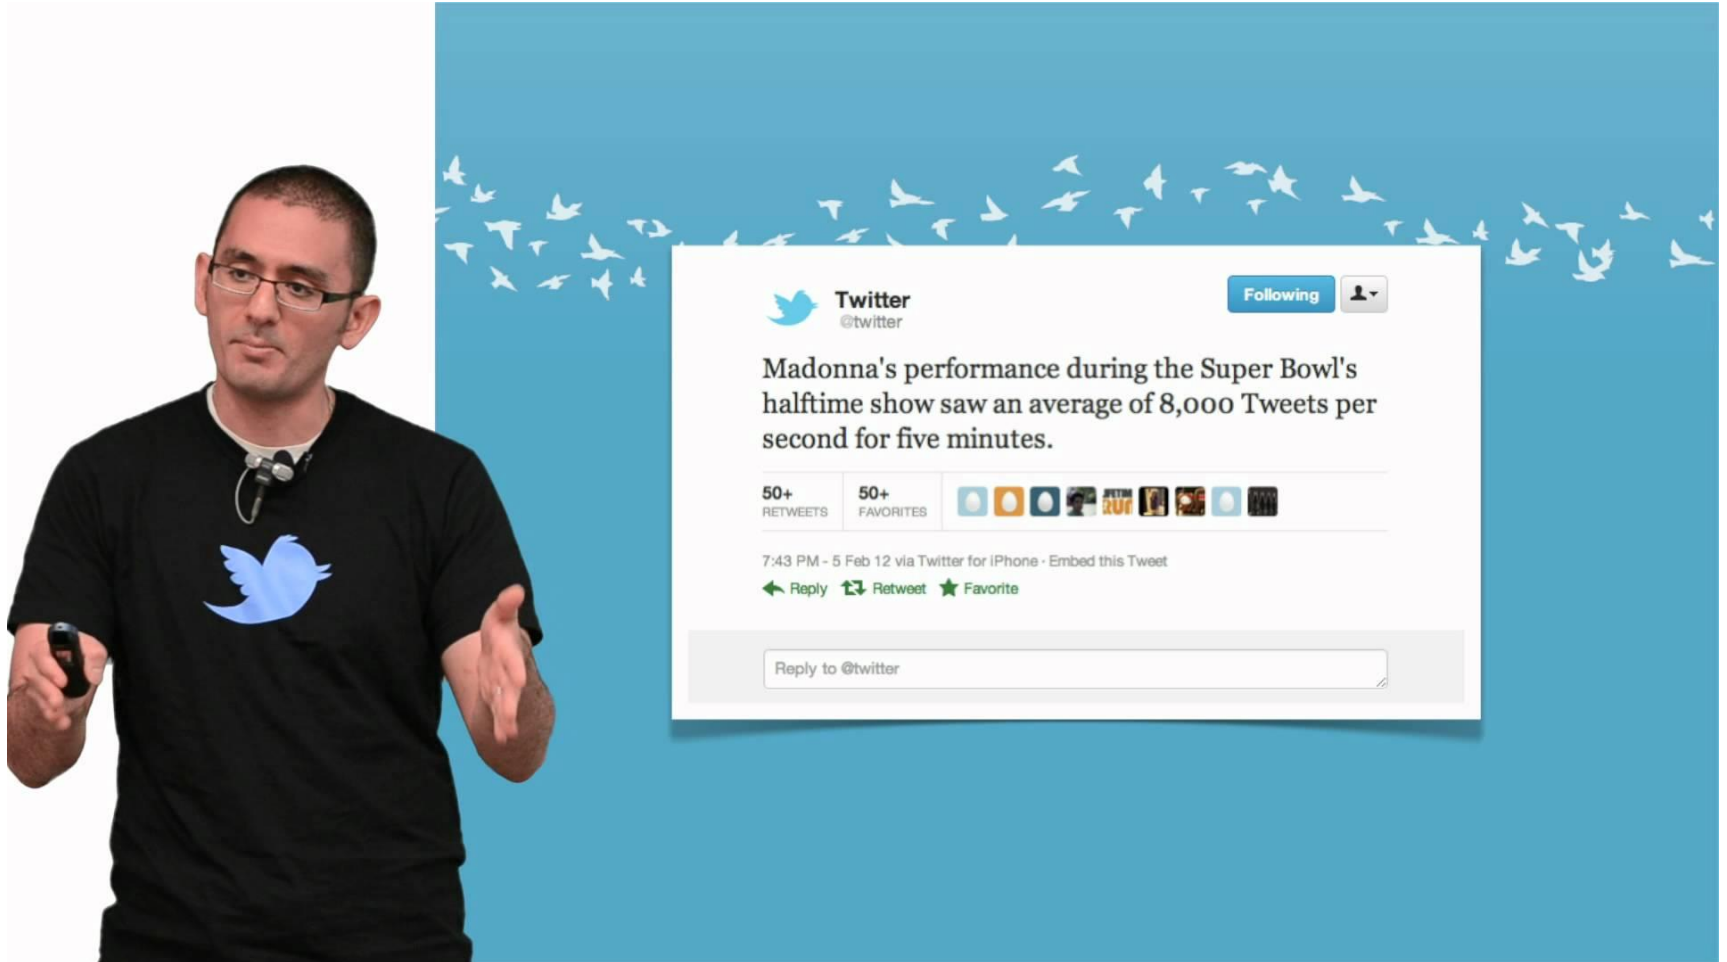 Twitter
@twitter
Following
Madonna's performance during the Super Bowl's
halftime show saw an average of 8,000 Tweets per
second for five minutes.
50+
RETWEETS
50+
FAVORITES
RUN
7:43 PM - 5 Feb 12 via Twitter for iPhone · Embed this Tweet
Reply Retweet Favorite
Reply to @twitter